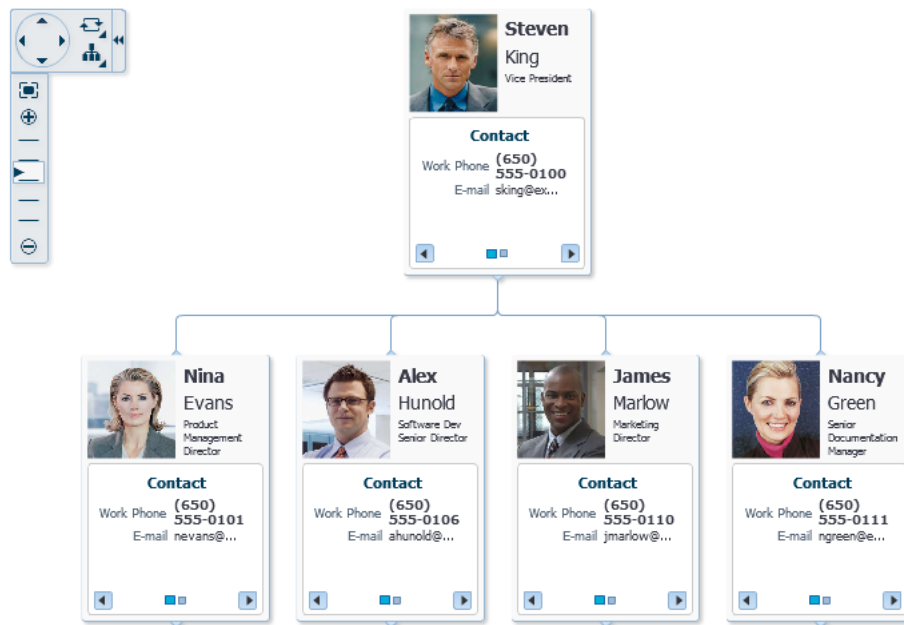 Steven
King
Vice President
Contact
Work Phone (650)
555-0100
E-mail sking@ex...
Nina
Evans
Product
Management
Director
Contact
Work Phone (650)
555-0101
E-mail nevans@...
Alex
Hunold
Software Dev
Senior Director
Contact
Work Phone (650)
555-0106
E-mail ahunold@...
James
Marlow
Marketing
Director
Contact
Work Phone (650)
555-0110
E-mail jmarlow@...
Nancy
Green
Senior
Documentation
Manager
Contact
Work Phone (650)
555-0111
E-mail ngreen@e...